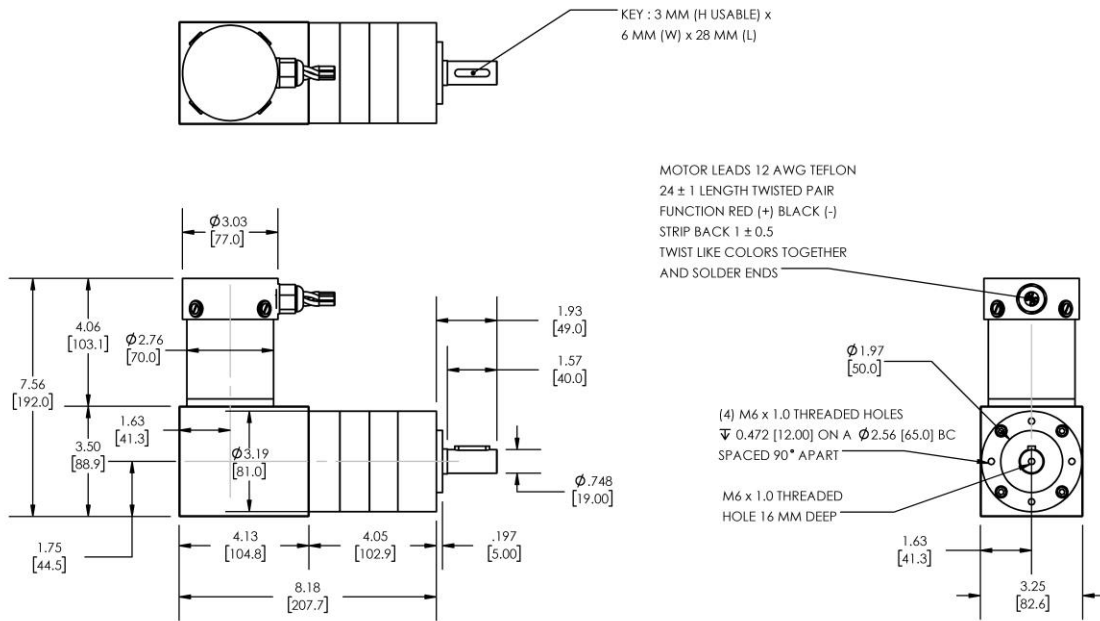 KEY : 3 MM (H USABLE) x
6 MM (W) x 28 MM (L)
MOTOR LEADS 12 AWG TEFLON
24 ± 1 LENGTH TWISTED PAIR
FUNCTION RED (+) BLACK (-)
STRIP BACK 1 ± 0.5
TWIST LIKE COLORS TOGETHER
AND SOLDER ENDS
Ø3.03
[77.0]
4.06
[103.1]
Ø2.76
[70.0]
7.56
[192.0]
1.63
[41.3]
3.50
[88.9]
Ø3.19
[81.0]
1.93
[49.0]
1.57
[40.0]
Ø.748
[19.00]
1.75
[44.5]
4.13
[104.8]
4.05
[102.9]
.197
[5.00]
8.18
[207.7]
Ø1.97
[50.0]
(4) M6 x 1.0 THREADED HOLES
↧ 0.472 [12.00] ON A Ø2.56 [65.0] BC
SPACED 90° APART
M6 x 1.0 THREADED
HOLE 16 MM DEEP
1.63
[41.3]
3.25
[82.6]